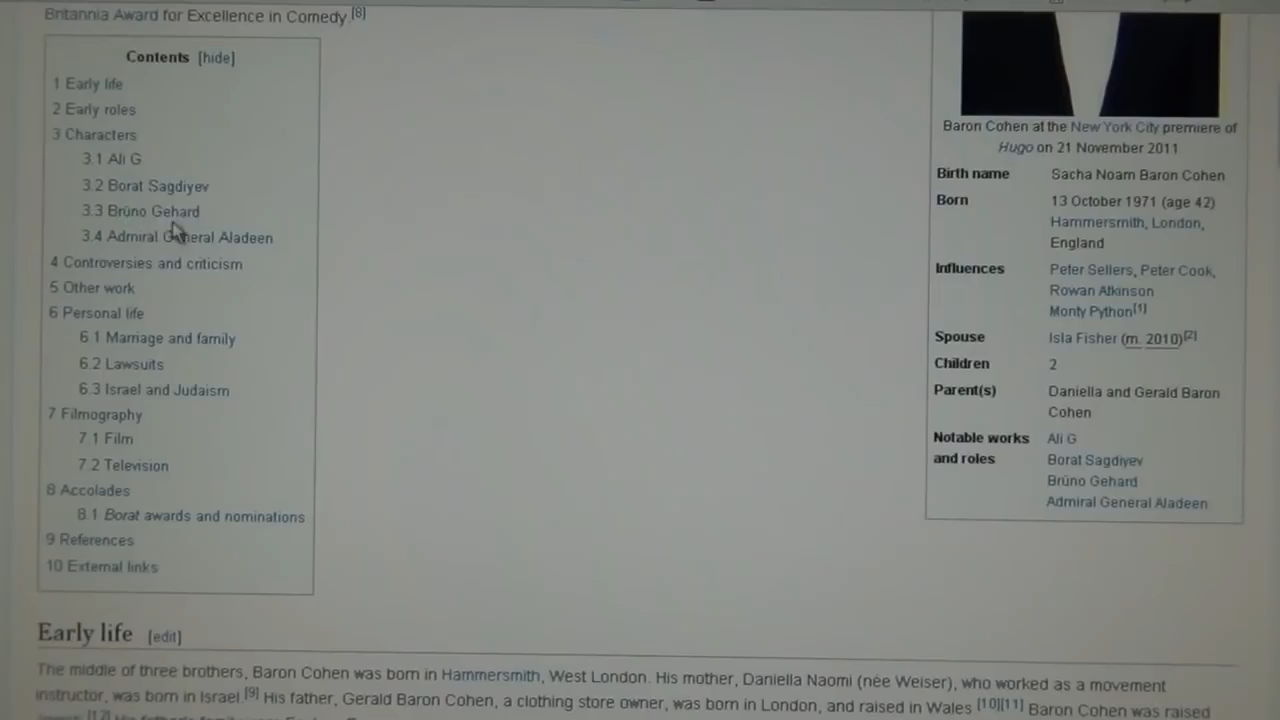 Britannia Award for Excellence in Comedy.[8]
Contents [hide]
1 Early life
2 Early roles
3 Characters
3.1 Ali G
3.2 Borat Sagdiyev
3.3 Brüno Gehard
3.4 Admiral General Aladeen
4 Controversies and criticism
5 Other work
6 Personal life
6.1 Marriage and family
6.2 Lawsuits
6.3 Israel and Judaism
7 Filmography
7.1 Film
7.2 Television
8 Accolades
8.1 Borat awards and nominations
9 References
10 External links
Baron Cohen at the New York City premiere of
Hugo on 21 November 2011
Birth name Sacha Noam Baron Cohen
Born 13 October 1971 (age 42)
Hammersmith, London,
England
Influences Peter Sellers, Peter Cook,
Rowan Atkinson
Monty Python[1]
Spouse Isla Fisher (m. 2010)[2]
Children 2
Parent(s) Daniella and Gerald Baron
Cohen
Notable works Ali G
and roles Borat Sagdiyev
Brüno Gehard
Admiral General Aladeen
Early life [edit]
The middle of three brothers, Baron Cohen was born in Hammersmith, West London. His mother, Daniella Naomi (née Weiser), who worked as a movement
instructor, was born in Israel.[9] His father, Gerald Baron Cohen, a clothing store owner, was born in London, and raised in Wales.[10][11] Baron Cohen was raised